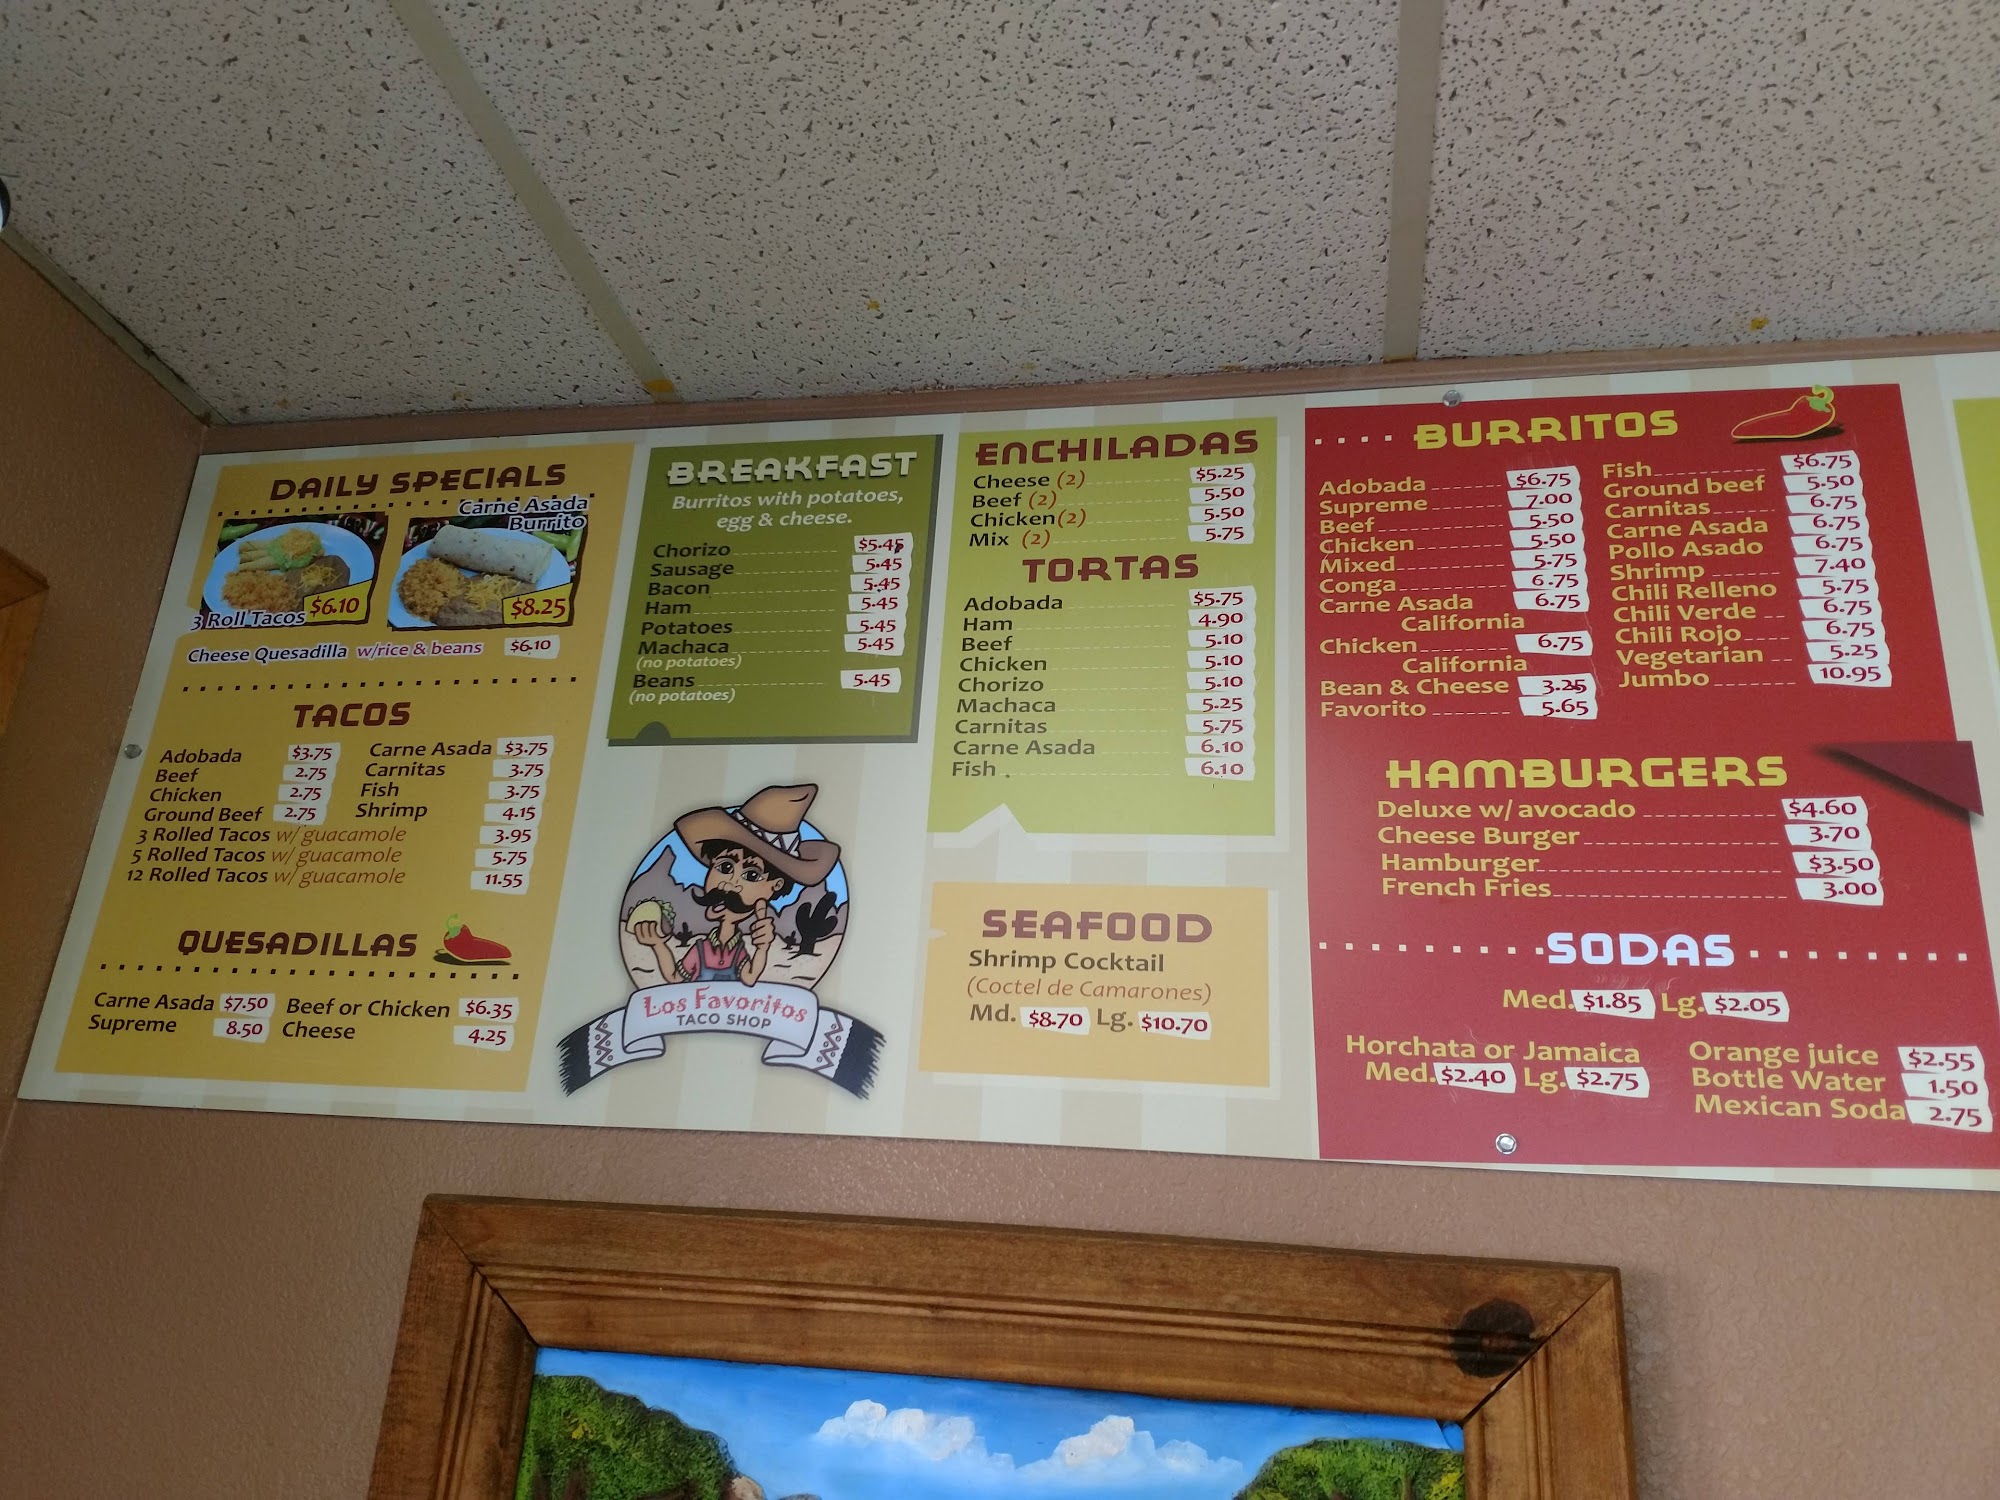 DAILY SPECIALS
Carne Asada
Burrito
3 Roll Tacos $6.10
$8.25
Cheese Quesadilla w/rice & beans $6.10
TACOS
Adobada $3.75
Beef 2.75
Chicken 2.75
Ground Beef 2.75
Carne Asada $3.75
Carnitas 3.75
Fish 3.75
Shrimp 4.15
3 Rolled Tacos w/ guacamole 3.95
5 Rolled Tacos w/ guacamole 5.75
12 Rolled Tacos w/ guacamole 11.55
QUESADILLAS
Carne Asada $7.50
Supreme 8.50
Beef or Chicken $6.35
Cheese 4.25
BREAKFAST
Burritos with potatoes,
egg & cheese.
Chorizo $5.45
Sausage 5.45
Bacon 5.45
Ham 5.45
Potatoes 5.45
Machaca 5.45
(no potatoes)
Beans 5.45
(no potatoes)
Los Favoritos
TACO SHOP
ENCHILADAS
Cheese (2) $5.25
Beef (2) 5.50
Chicken (2) 5.50
Mix (2) 5.75
TORTAS
Adobada $5.75
Ham 4.90
Beef 5.10
Chicken 5.10
Chorizo 5.10
Machaca 5.25
Carnitas 5.75
Carne Asada 6.10
Fish 6.10
SEAFOOD
Shrimp Cocktail
(Coctel de Camarones)
Md. $8.70 Lg. $10.70
BURRITOS
Adobada $6.75
Supreme 7.00
Beef 5.50
Chicken 5.50
Mixed 5.75
Conga 6.75
Carne Asada 6.75
California
Chicken 6.75
California
Bean & Cheese 3.25
Favorito 5.65
Fish $6.75
Ground beef 5.50
Carnitas 6.75
Carne Asada 6.75
Pollo Asado 6.75
Shrimp 7.40
Chili Relleno 5.75
Chili Verde 6.75
Chili Rojo 6.75
Vegetarian 5.25
Jumbo 10.95
HAMBURGERS
Deluxe w/ avocado $4.60
Cheese Burger 3.70
Hamburger $3.50
French Fries 3.00
SODAS
Med. $1.85 Lg. $2.05
Horchata or Jamaica
Med. $2.40 Lg. $2.75
Orange juice $2.55
Bottle Water 1.50
Mexican Soda 2.75